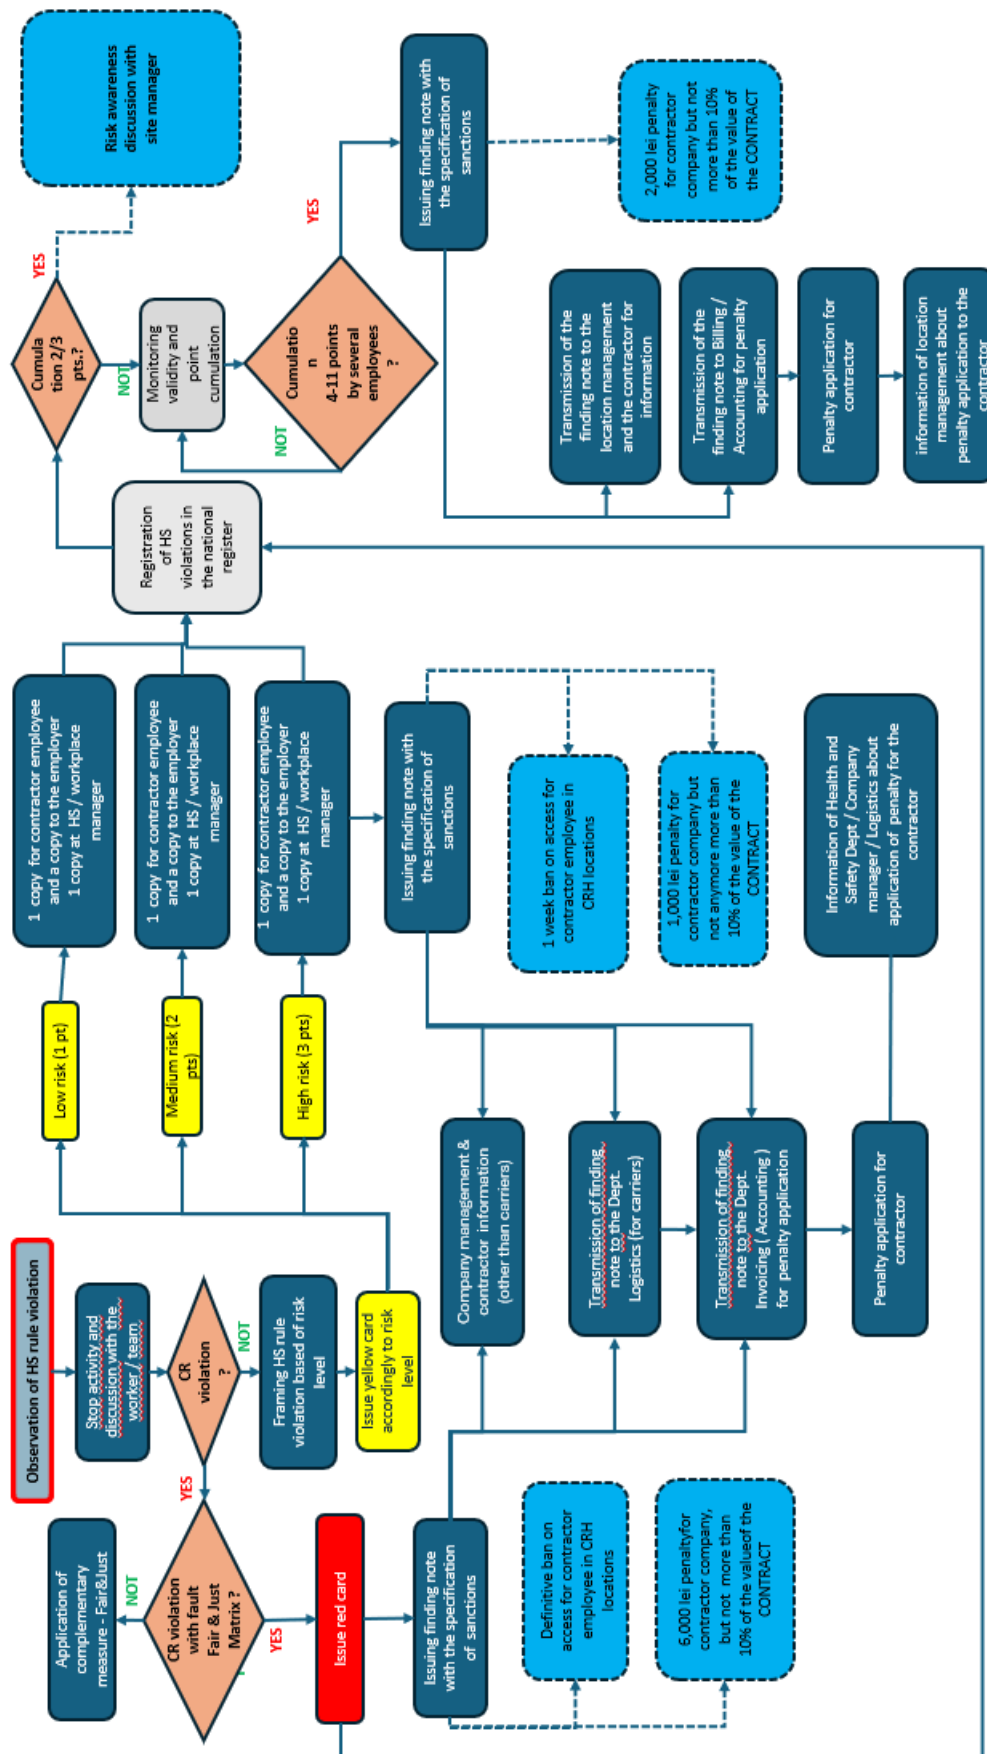 Observation of HS rule violation
Stop activity and
discussion with the
worker/ team
CR
violation
?
YES
NOT
CR violation
with fault
Fair & Just
Matrix ?
NOT
YES
Application of
complementary
measure - Fair&Just
Framing HS rule
violation based of risk
level
Issue yellow card
accordingly to risk
level
Issue red card
Issuing finding note
with the specification
of sanctions
Definitive ban on
access for contractor
employee in CRH
locations
6,000 lei penaltyfor
contractor company,
but not more than
10% of the valueof the
CONTRACT
Low risk (1 pt)
Medium risk (2
pts)
High risk (3 pts)
1 copy for contractor employee
and a copy to the employer
1 copy at HS / workplace
manager
1 copy for contractor employee
and a copy to the employer
1 copy at HS / workplace
manager
1 copy for contractor employee
and a copy to the employer
1 copy at HS / workplace
manager
Issuing finding note with
the specification of
sanctions
1 week ban on access for
contractor employee in
CRH locations
1,000 lei penalty for
contractor company but
not anymore more than
10% of the value of the
CONTRACT
Company management &
contractor information
(other than carriers)
Transmission of finding
note to the Dept.
Logistics (for carriers)
Transmission of finding
note to the Dept.
Invoicing ( Accounting )
for penalty application
Penalty application for
contractor
Information of Health and
Safety Dept / Company
manager / Logistics about
application of penalty for the
contractor
Registration
of HS
violations in
the national
register
Cumula
tion 2/3
pts.?
YES
NOT
Risk awareness
discussion with
site manager
Monitoring
validity and
point
cumulation
Cumulatio
n
4-11 points
by several
employees
?
NOT
YES
Issuing finding note with
the specification of
sanctions
2,000 lei penalty
for contractor
company but not
more than 10%
of the value of
the CONTRACT
Transmission of the
finding note to the
location management
and the contractor for
information
Transmission of the
finding note to Billing /
Accounting for penalty
application
Penalty application for
contractor
information of location
management about
penalty application to the
contractor